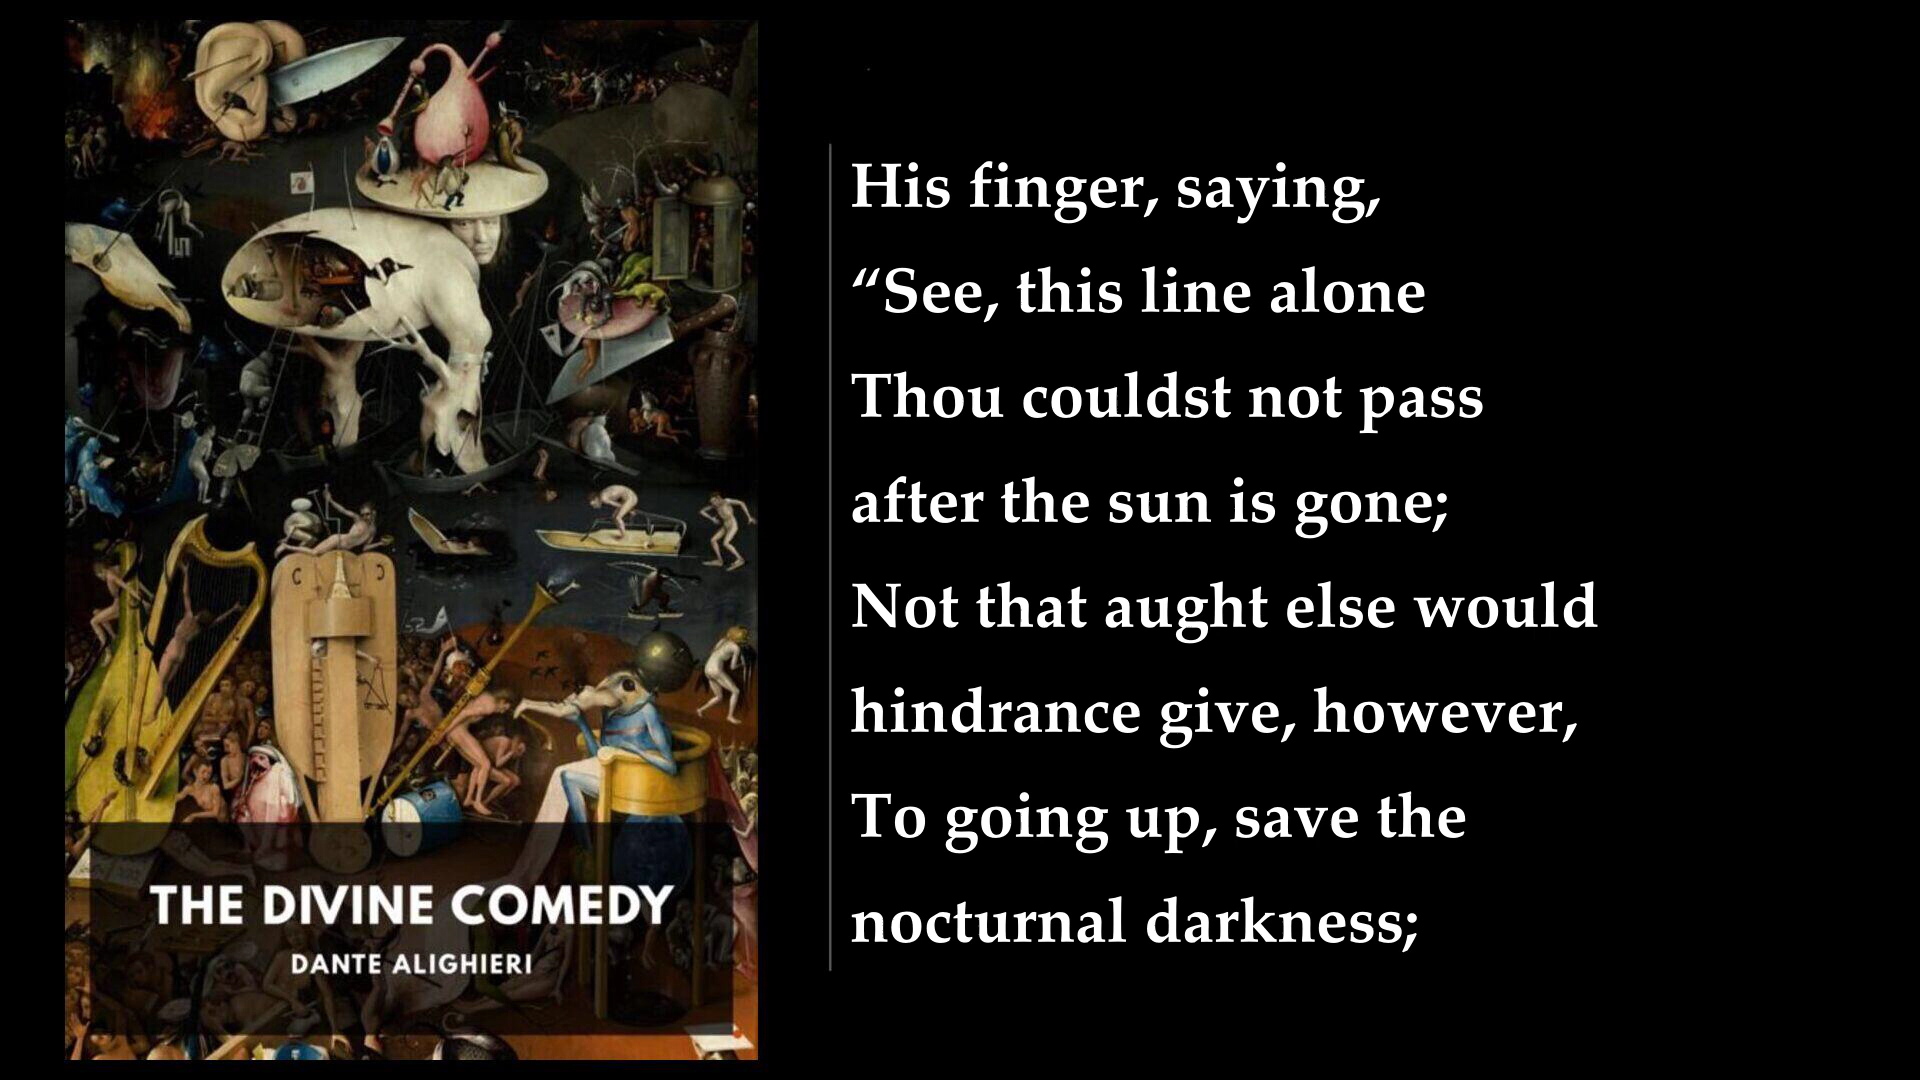 THE DIVINE COMEDY
DANTE ALIGHIERI
His finger, saying,
“See, this line alone
Thou couldst not pass
after the sun is gone;
Not that aught else would
hindrance give, however,
To going up, save the
nocturnal darkness;